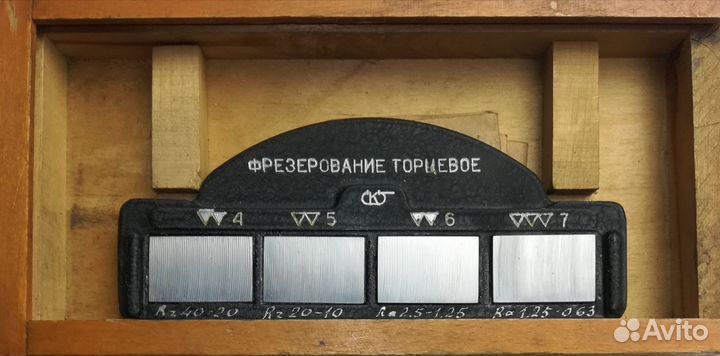 ФРЕЗЕРОВАНИЕ ТОРЦЕВОЕ
▽▽4 ▽▽5 ▽▽6 ▽▽▽7
Rz 40-20 Rz 20-10 Ra 2,5-1,25 Ra 1,25-0,63
Avito